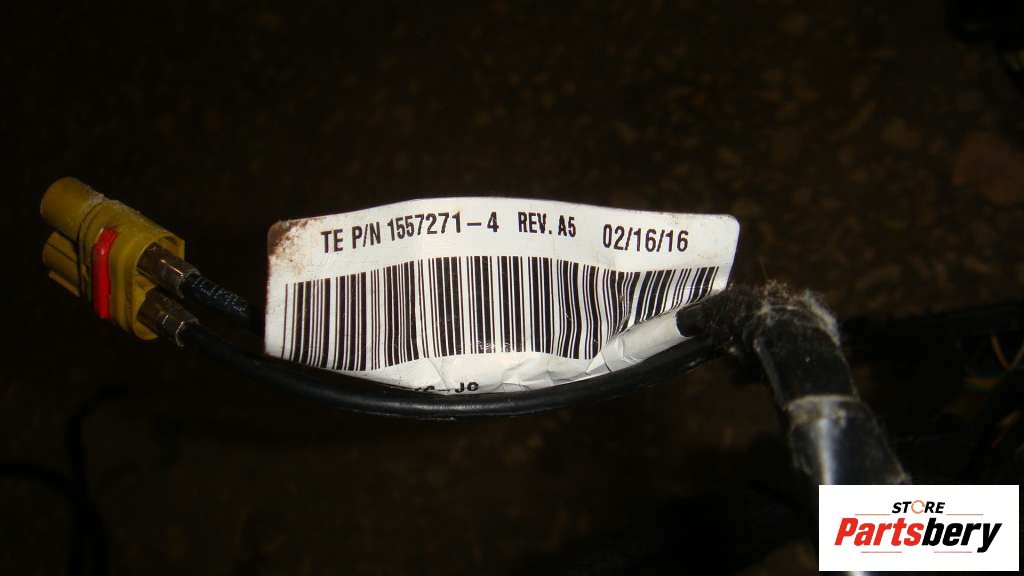 TE P/N 1557271-4 REV. A5 02/16/16
STORE
Partsbery